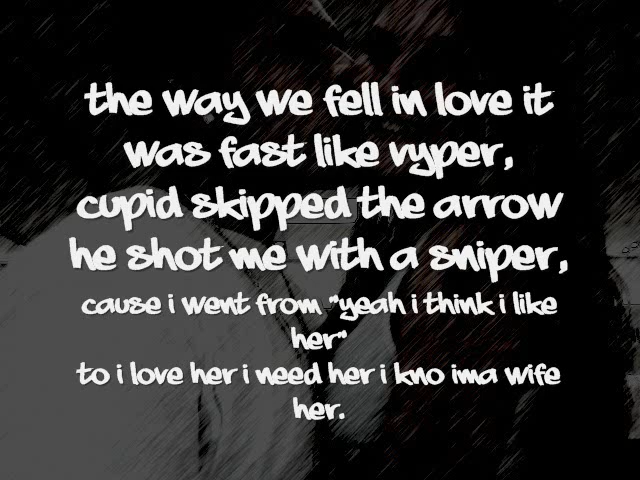 the way we fell in love it
was fast like vyper,
cupid skipped the arrow
he shot me with a sniper,
cause i went from "yeah i think i like
her"
to i love her i need her i kno ima wife
her.